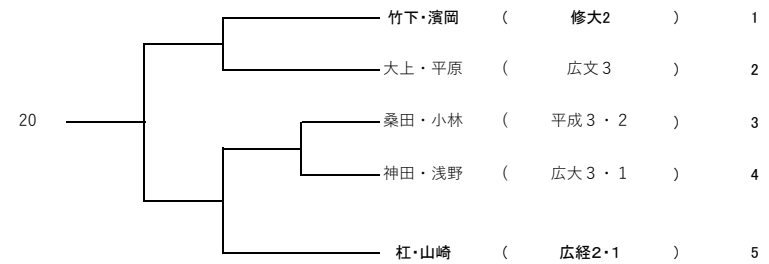 竹下・濱岡 ( 修大2 ) 1
大上・平原 ( 広文３ ) 2
20
桑田・小林 ( 平成３・２ ) 3
神田・浅野 ( 広大３・１ ) 4
杠・山崎 ( 広経２・１ ) 5